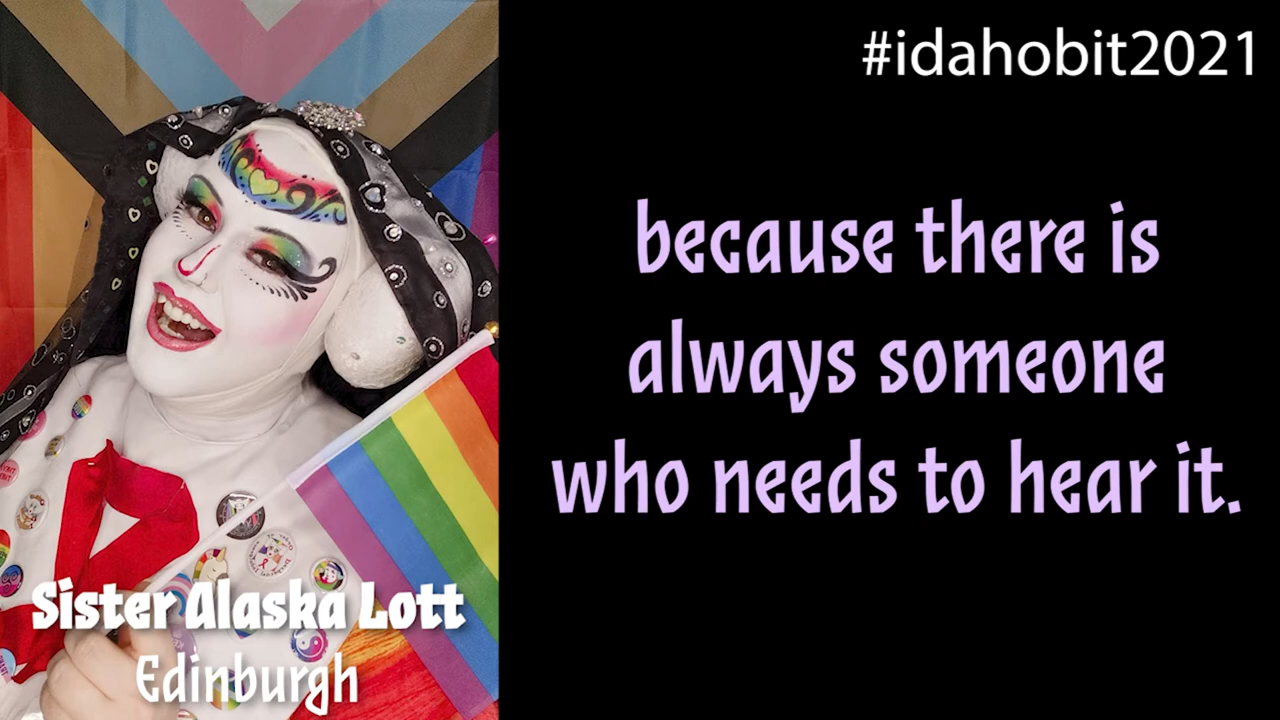 #idahobit2021
because there is
always someone
who needs to hear it.
Sister Alaska Lott
Edinburgh